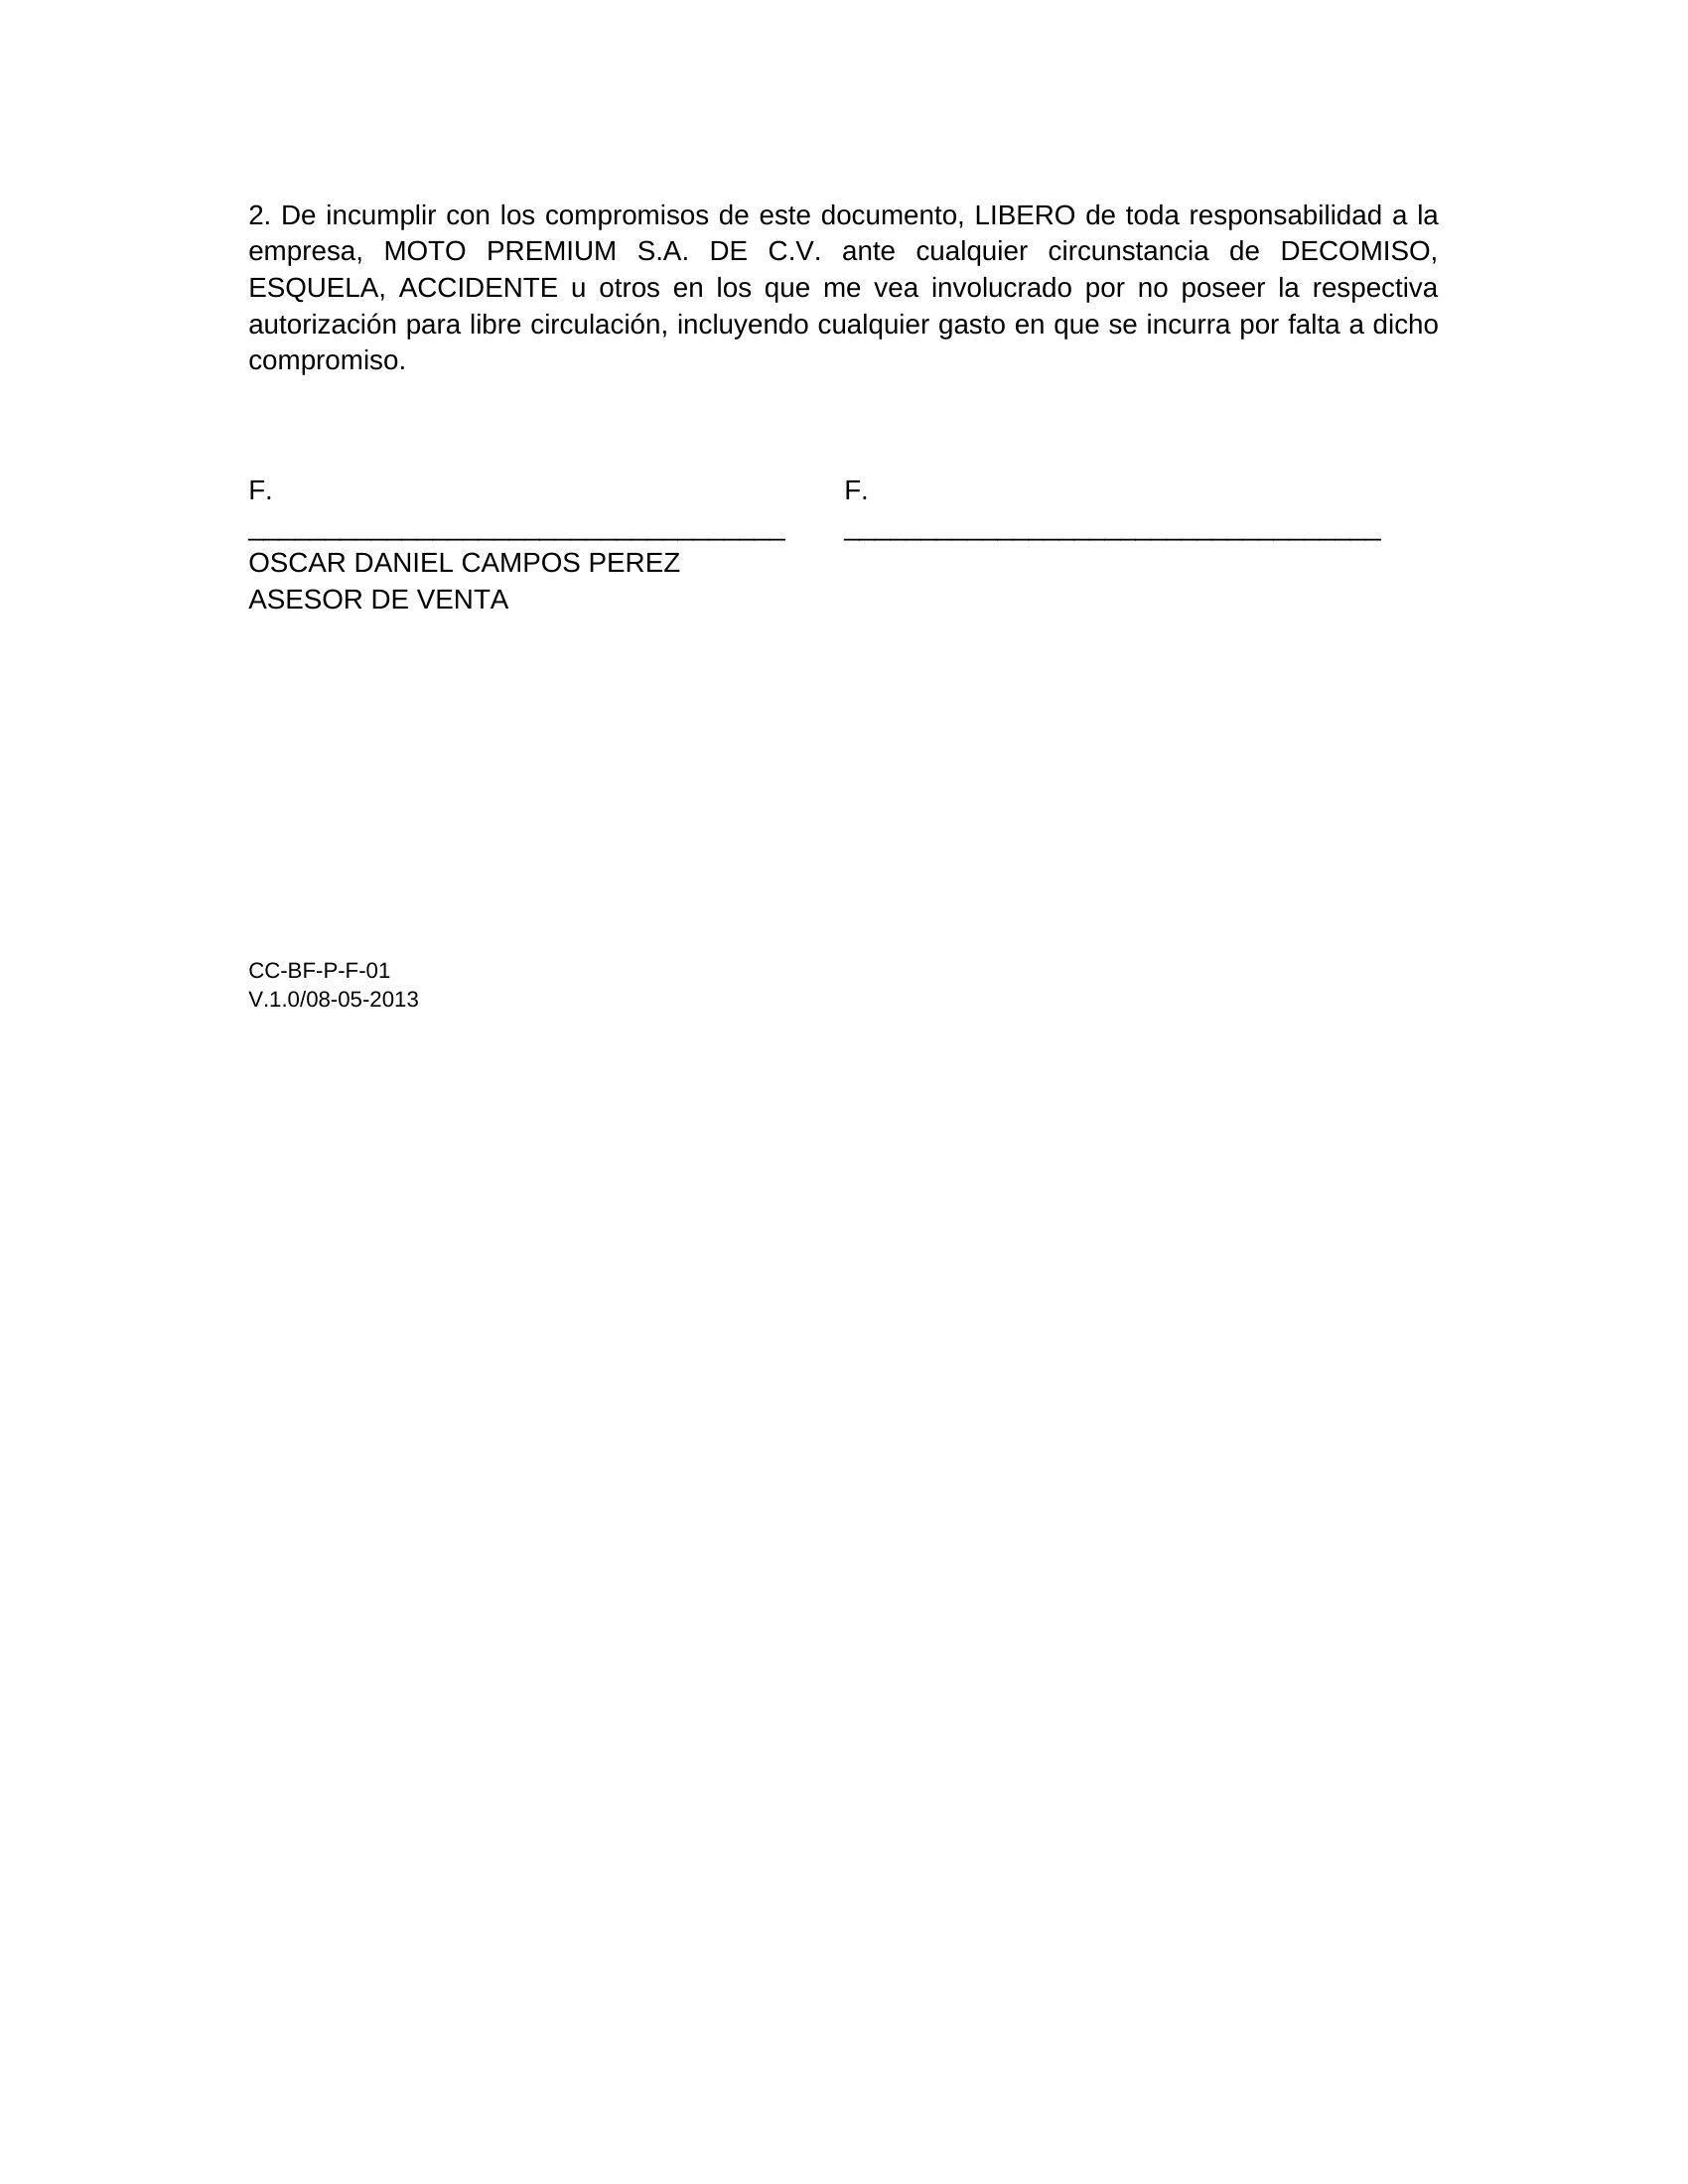 2. De incumplir con los compromisos de este documento, LIBERO de toda responsabilidad a la
empresa, MOTO PREMIUM S.A. DE C.V. ante cualquier circunstancia de DECOMISO,
ESQUELA, ACCIDENTE u otros en los que me vea involucrado por no poseer la respectiva
autorización para libre circulación, incluyendo cualquier gasto en que se incurra por falta a dicho
compromiso.
F. F.
___________________________________ ___________________________________
OSCAR DANIEL CAMPOS PEREZ
ASESOR DE VENTA
CC-BF-P-F-01
V.1.0/08-05-2013